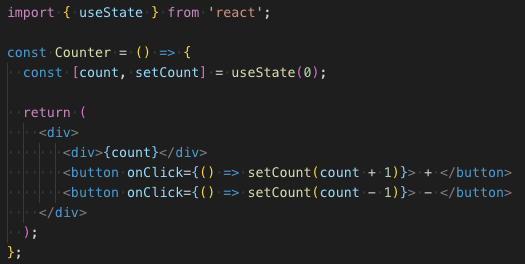 import { useState } from 'react';

const Counter = () => {
  const [count, setCount] = useState(0);

  return (
    <div>
      <div>{count}</div>
      <button onClick={() => setCount(count + 1)}> + </button>
      <button onClick={() => setCount(count - 1)}> - </button>
    </div>
  );
};